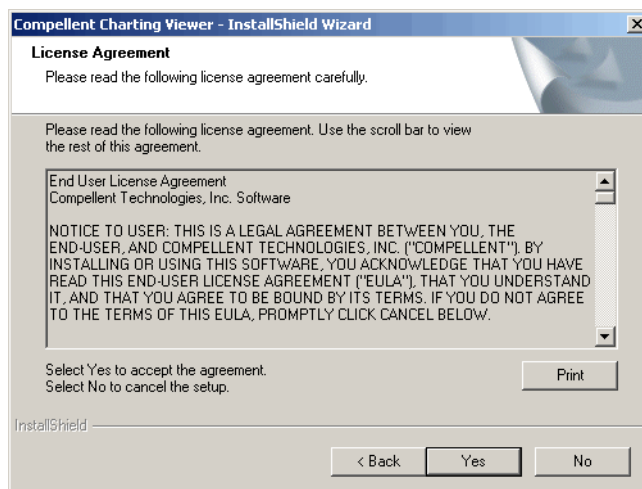 Compellent Charting Viewer - InstallShield Wizard
License Agreement
Please read the following license agreement carefully.
Please read the following license agreement. Use the scroll bar to view
the rest of this agreement.
End User License Agreement
Compellent Technologies, Inc. Software
NOTICE TO USER: THIS IS A LEGAL AGREEMENT BETWEEN YOU, THE
END-USER, AND COMPELLENT TECHNOLOGIES, INC. ("COMPELLENT"). BY
INSTALLING OR USING THIS SOFTWARE, YOU ACKNOWLEDGE THAT YOU HAVE
READ THIS END-USER LICENSE AGREEMENT ("EULA"), THAT YOU UNDERSTAND
IT, AND THAT YOU AGREE TO BE BOUND BY ITS TERMS. IF YOU DO NOT AGREE
TO THE TERMS OF THIS EULA, PROMPTLY CLICK CANCEL BELOW.
Select Yes to accept the agreement.
Select No to cancel the setup.
Print
InstallShield
< Back
Yes
No